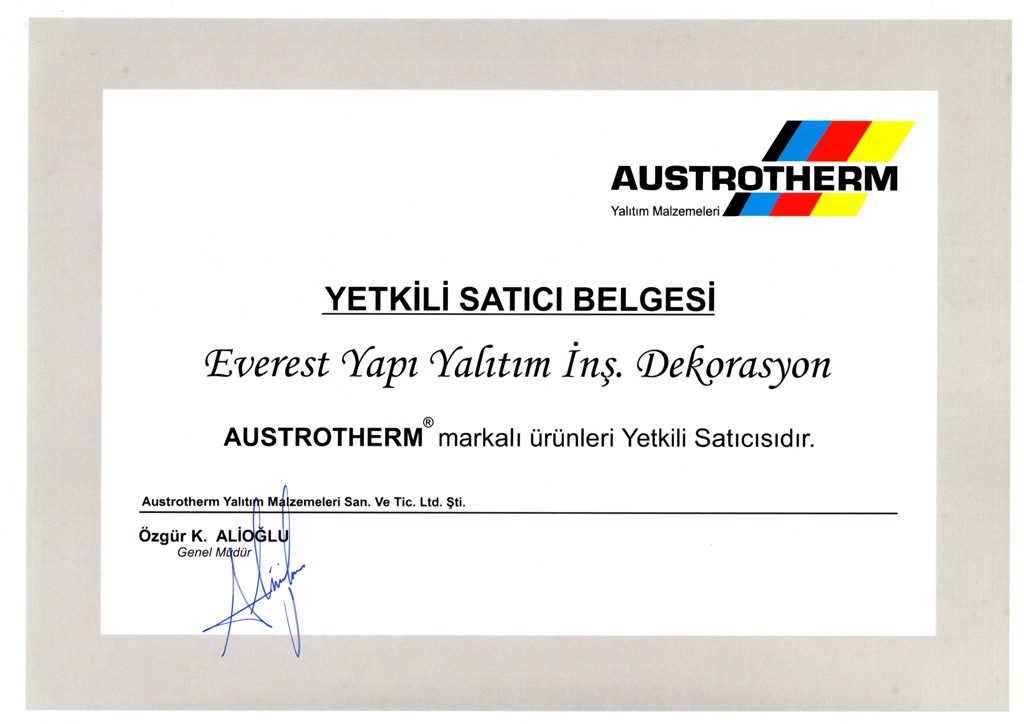 AUSTROTHERM
Yalıtım Malzemeleri
YETKİLİ SATICI BELGESİ
Everest Yapı Yalıtım İnş. Dekorasyon
AUSTROTHERM® markalı ürünleri Yetkili Satıcısıdır.
Austrotherm Yalıtım Malzemeleri San. Ve Tic. Ltd. Şti.
Özgür K. ALİOĞLU
Genel Müdür